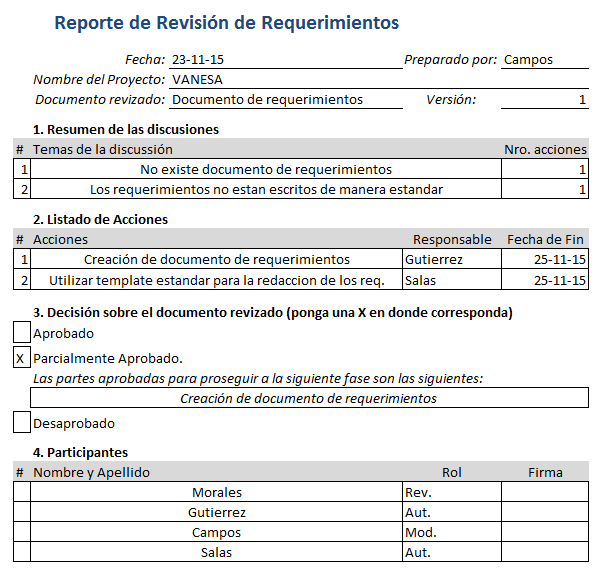 Reporte de Revisión de Requerimientos
Fecha: 23-11-15 Preparado por: Campos
Nombre del Proyecto: VANESA
Documento revizado: Documento de requerimientos Versión: 1
1. Resumen de las discusiones
# Temas de la discussión Nro. acciones
1 No existe documento de requerimientos 1
2 Los requerimientos no estan escritos de manera estandar 1
2. Listado de Acciones
# Acciones Responsable Fecha de Fin
1 Creación de documento de requerimientos Gutierrez 25-11-15
2 Utilizar template estandar para la redaccion de los req. Salas 25-11-15
3. Decisión sobre el documento revizado (ponga una X en donde corresponda)
Aprobado
X Parcialmente Aprobado.
Las partes aprobadas para proseguir a la siguiente fase son las siguientes:
Creación de documento de requerimientos
Desaprobado
4. Participantes
# Nombre y Apellido Rol Firma
Morales Rev.
Gutierrez Aut.
Campos Mod.
Salas Aut.